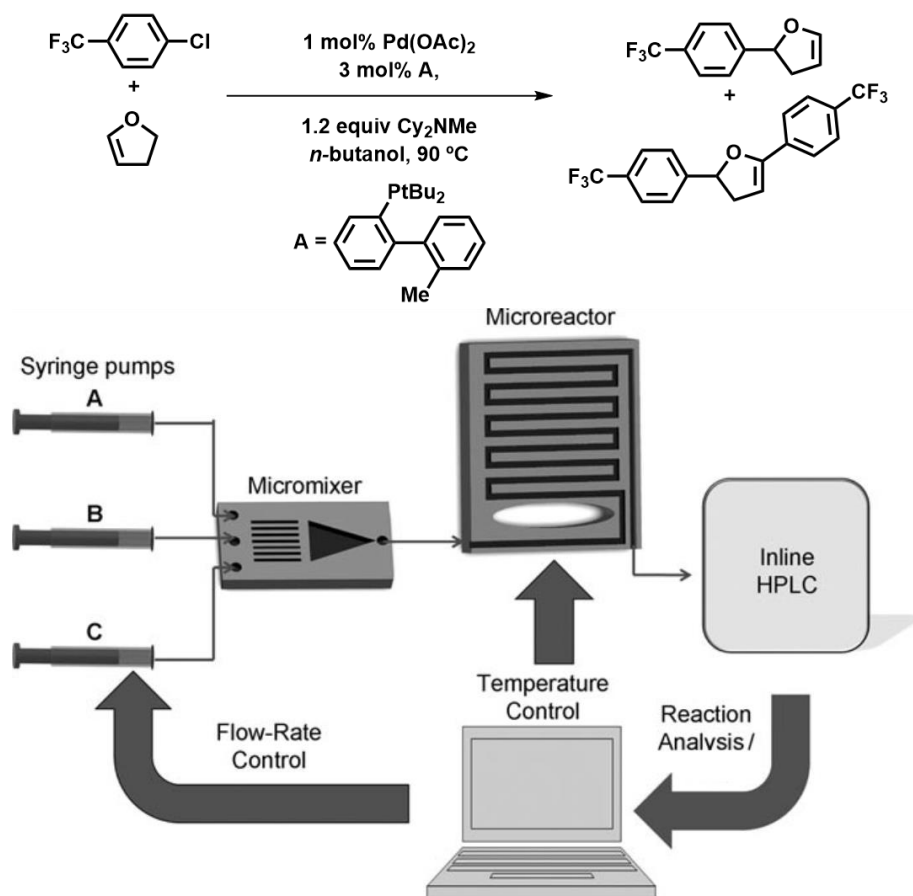 F3C
Cl
+
O
1 mol% Pd(OAc)2
3 mol% A,
1.2 equiv Cy2NMe
n-butanol, 90 ºC
PtBu2
A =
Me
F3C
O
+
CF3
F3C
O
Microreactor
Syringe pumps
A
Micromixer
B
Inline
HPLC
C
Temperature
Control
Reaction
Analysis /
Flow-Rate
Control